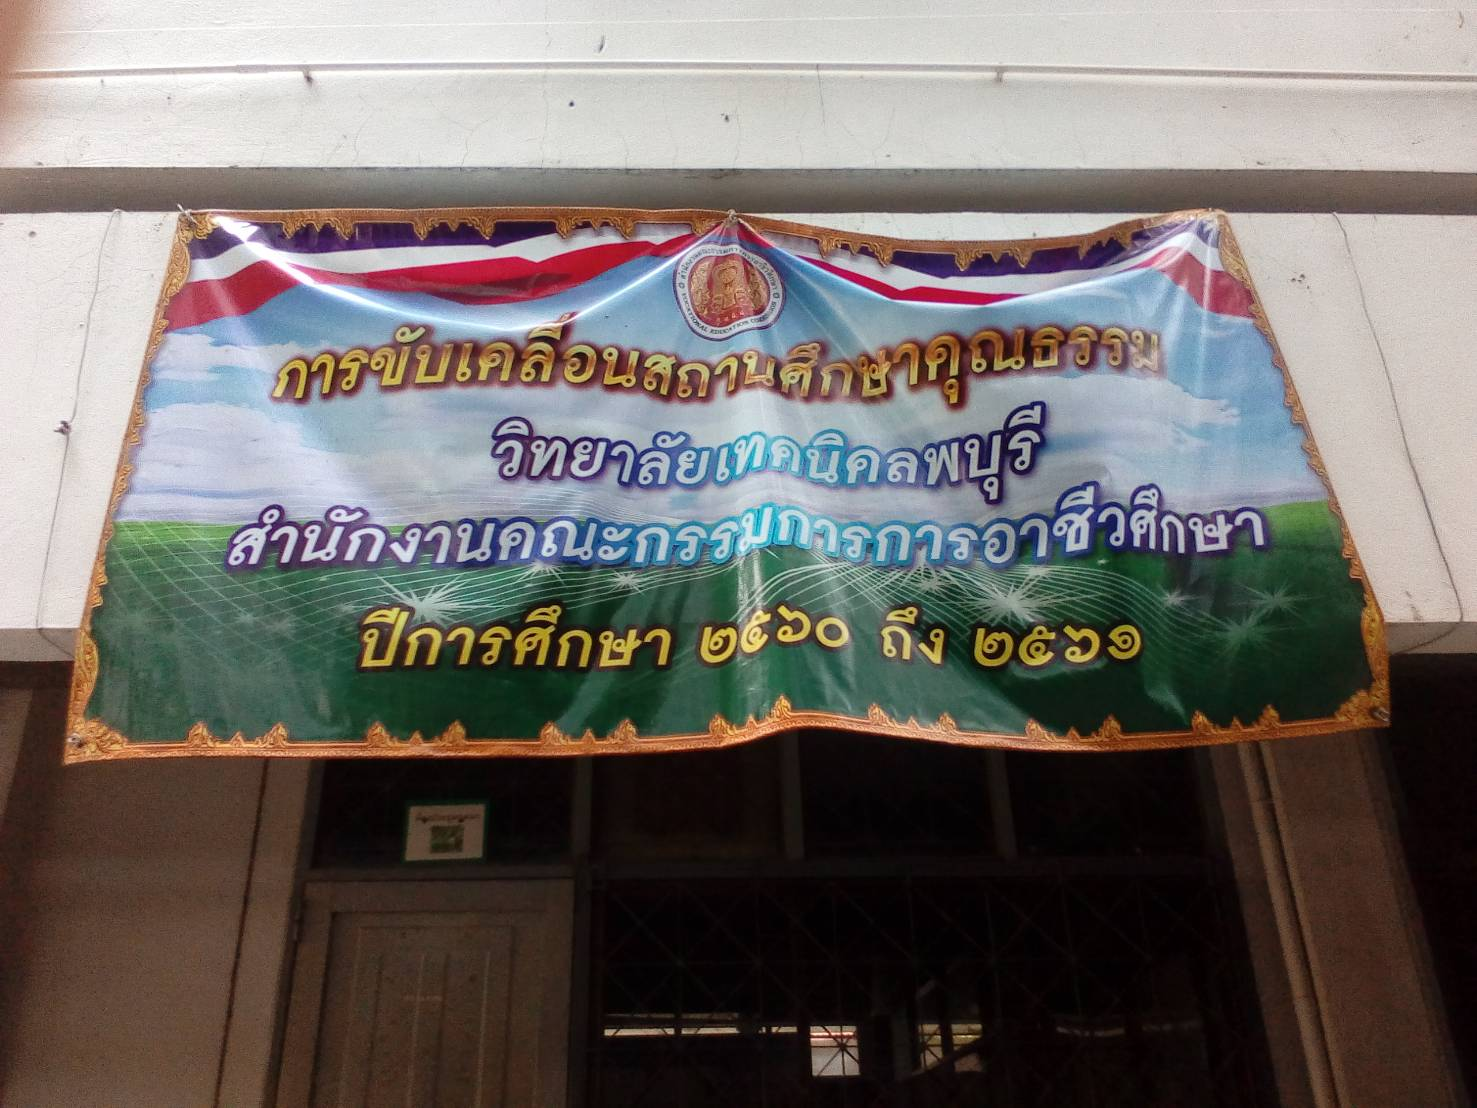 การขับเคลื่อนสถานศึกษาคุณธรรม
วิทยาลัยเทคนิคลพบุรี
สำนักงานคณะกรรมการการอาชีวศึกษา
ปีการศึกษา ๒๕๖๐ ถึง ๒๕๖๑